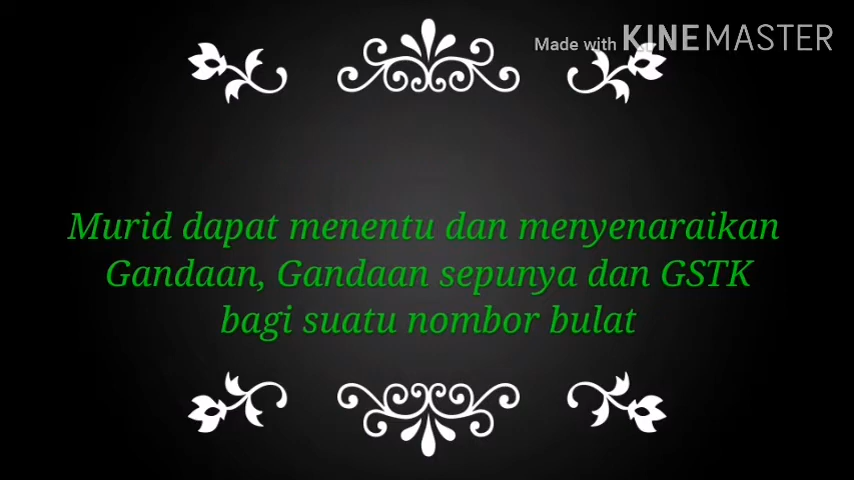 Made with KINEMASTER
Murid dapat menentu dan menyenaraikan
Gandaan, Gandaan sepunya dan GSTK
bagi suatu nombor bulat